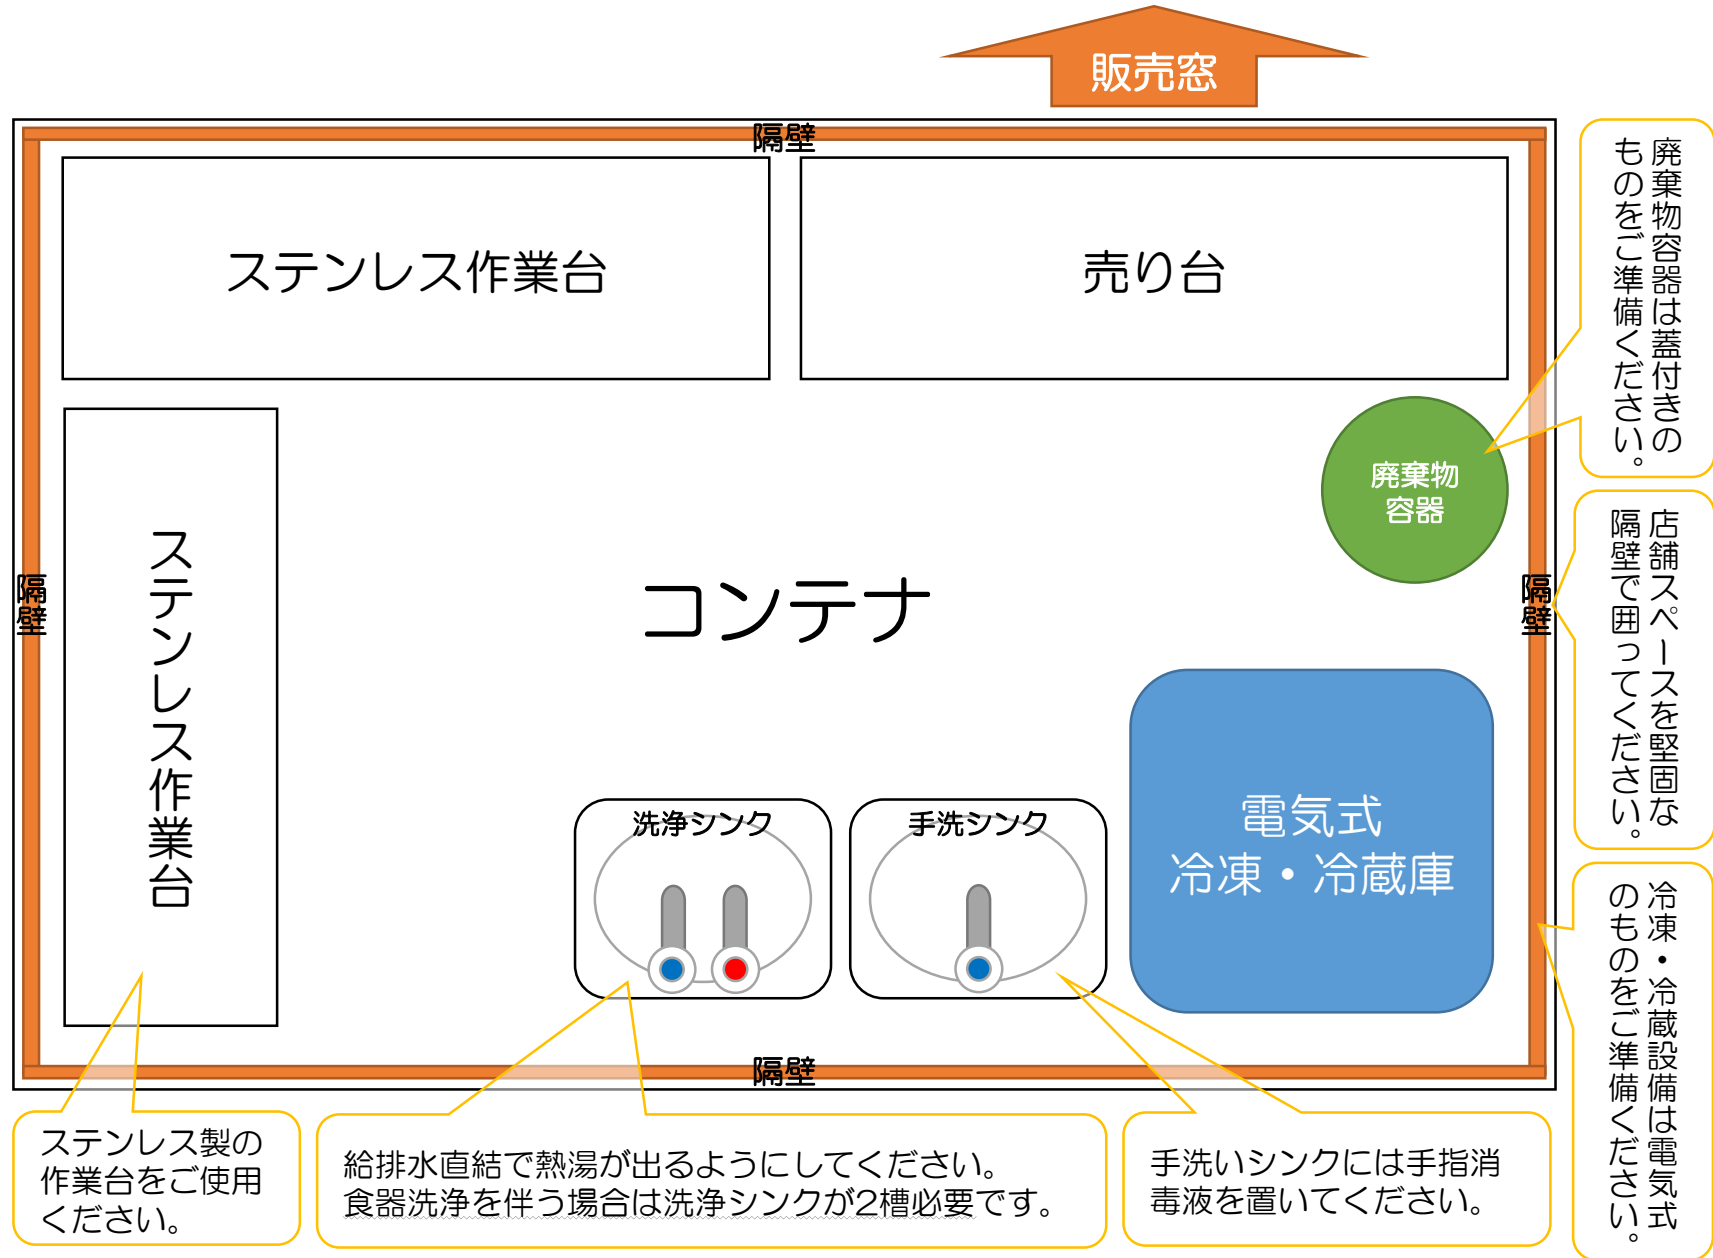 販売窓
隔壁
ステンレス作業台
売り台
廃棄物容器は蓋付きの
ものをご準備ください。
廃棄物
容器
ステンレス作業台
隔壁
コンテナ
隔壁
店舗スペースを堅固な
隔壁で囲ってください。
洗浄シンク
手洗シンク
電気式
冷凍・冷蔵庫
冷凍・冷蔵設備は電気式
のものをご準備ください。
隔壁
ステンレス製の
作業台をご使用
ください。
給排水直結で熱湯が出るようにしてください。
食器洗浄を伴う場合は洗浄シンクが2槽必要です。
手洗いシンクには手指消
毒液を置いてください。